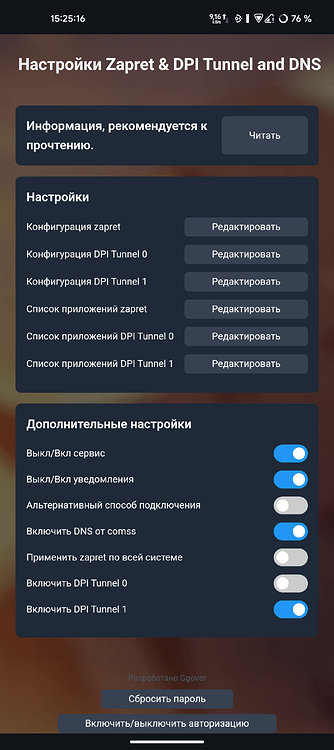 15:25:16
9,16
кБ/с
76 %
Настройки Zapret & DPI Tunnel and DNS
Информация, рекомендуется к
прочтению.
Читать
Настройки
Конфигурация zapret
Редактировать
Конфигурация DPI Tunnel 0
Редактировать
Конфигурация DPI Tunnel 1
Редактировать
Список приложений zapret
Редактировать
Список приложений DPI Tunnel 0
Редактировать
Список приложений DPI Tunnel 1
Редактировать
Дополнительные настройки
Выкл/Вкл сервис
Выкл/Вкл уведомления
Альтернативный способ подключения
Включить DNS от comss
Применить zapret по всей системе
Включить DPI Tunnel 0
Включить DPI Tunnel 1
Разработано Ggover
Сбросить пароль
Включить/выключить авторизацию